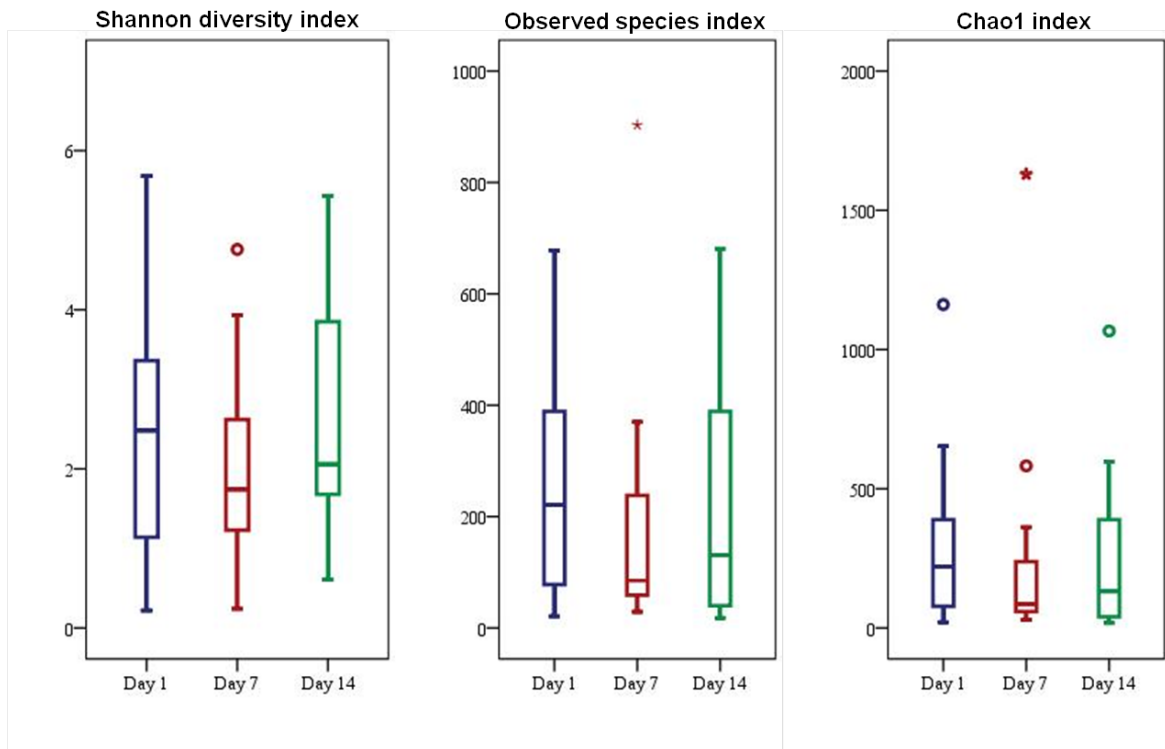 Shannon diversity index
6
4
2
0
Day 1 Day 7 Day 14
Observed species index
1000
800
600
400
200
0
Day 1 Day 7 Day 14
Chao1 index
2000
1500
1000
500
0
Day 1 Day 7 Day 14